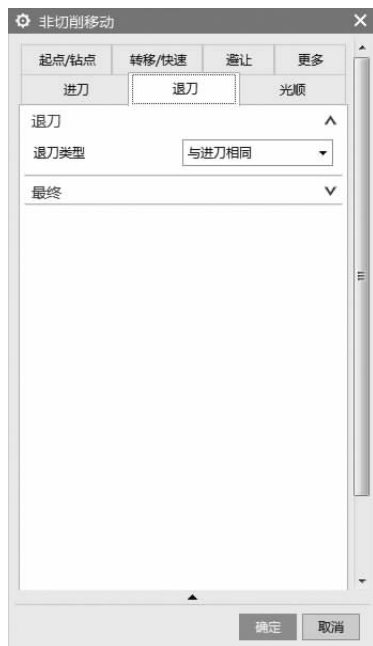 非切削移动
起点/钻点 转移/快速 避让 更多
进刀 退刀 光顺
退刀
退刀类型 与进刀相同
最终
确定 取消